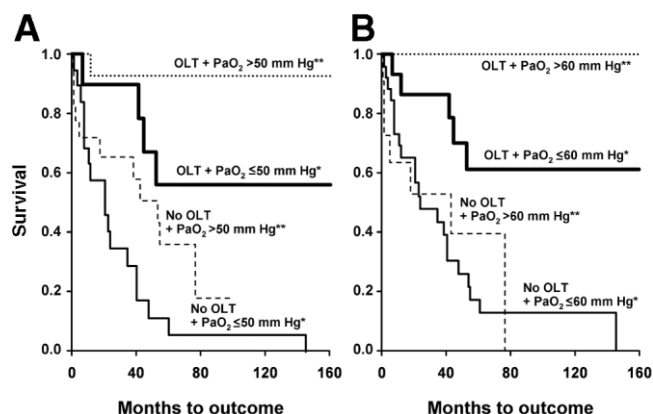 A
B
Survival
1.0
0.8
0.6
0.4
0.2
0.0
OLT + PaO₂ >50 mm Hg**
OLT + PaO₂ ≤50 mm Hg*
No OLT
+ PaO₂ >50 mm Hg**
No OLT
+ PaO₂ ≤50 mm Hg*
0 40 80 120 160
Months to outcome
1.0
0.8
0.6
0.4
0.2
0.0
OLT + PaO₂ >60 mm Hg**
OLT + PaO₂ ≤60 mm Hg*
No OLT
+ PaO₂ >60 mm Hg**
No OLT
+ PaO₂ ≤60 mm Hg*
0 40 80 120 160
Months to outcome